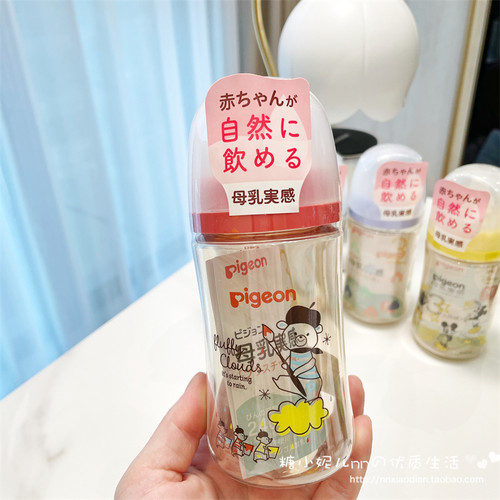 赤ちゃんが
自然に
飲める
母乳実感
pigeon
pigeon
ピジョン
母乳実感
fluffy
Clouds
it's starting
to rain.
赤ちゃんが
自然に
飲める
母乳実感
赤ちゃんが
自然に
飲める
母乳実感
pigeon
3
糖小妮儿nnの优质生活